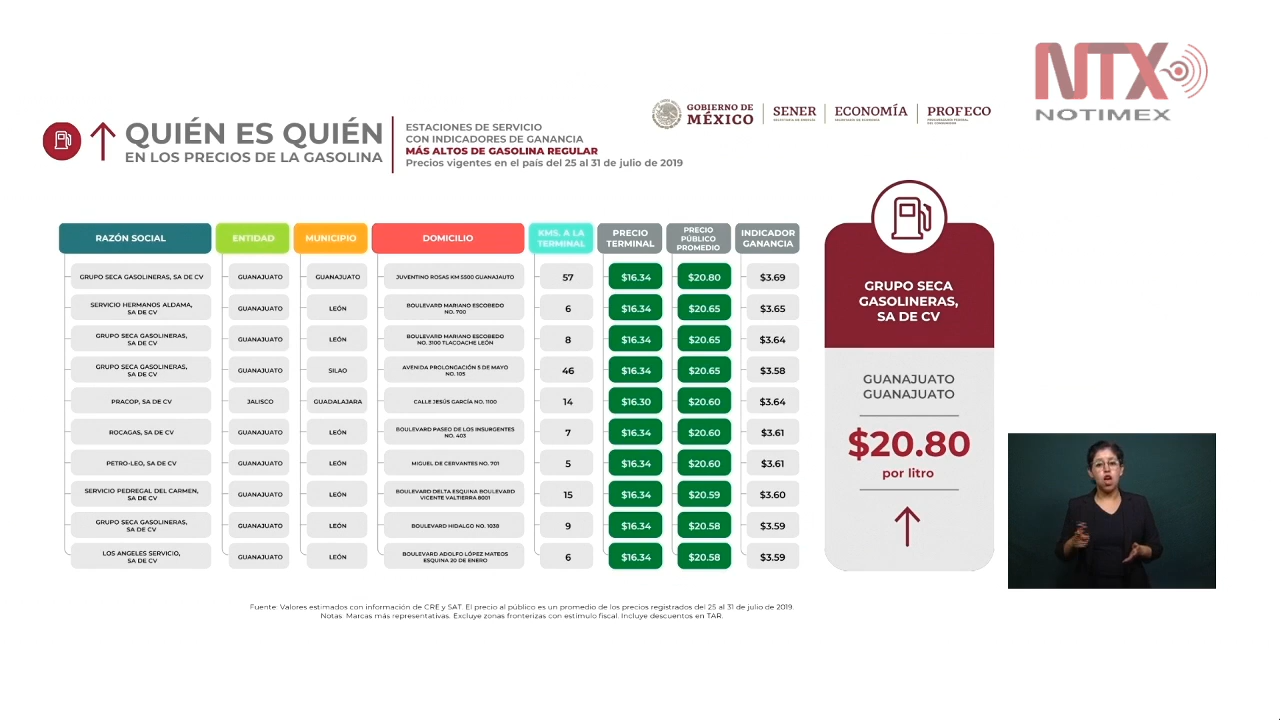 NTX
NOTIMEX
GOBIERNO DE
MÉXICO
SENER
SECRETARÍA DE ENERGÍA
ECONOMÍA
SECRETARÍA DE ECONOMÍA
PROFECO
PROCURADURÍA FEDERAL
DEL CONSUMIDOR
QUIÉN ES QUIÉN
EN LOS PRECIOS DE LA GASOLINA
ESTACIONES DE SERVICIO
CON INDICADORES DE GANANCIA
MÁS ALTOS DE GASOLINA REGULAR
Precios vigentes en el país del 25 al 31 de julio de 2019
RAZÓN SOCIAL
ENTIDAD
MUNICIPIO
DOMICILIO
KMS. A LA
TERMINAL
PRECIO
TERMINAL
PRECIO
PÚBLICO
PROMEDIO
INDICADOR
GANANCIA
GRUPO SECA GASOLINERAS, SA DE CV
GUANAJUATO
GUANAJUATO
JUVENTINO ROSAS KM 5500 GUANAJAUTO
57
$16.34
$20.80
$3.69
SERVICIO HERMANOS ALDAMA,
SA DE CV
GUANAJUATO
LEÓN
BOULEVARD MARIANO ESCOBEDO
NO. 700
6
$16.34
$20.65
$3.65
GRUPO SECA GASOLINERAS,
SA DE CV
GUANAJUATO
LEÓN
BOULEVARD MARIANO ESCOBEDO
NO. 3100 TLACOACHE LEÓN
8
$16.34
$20.65
$3.64
GRUPO SECA GASOLINERAS,
SA DE CV
GUANAJUATO
SILAO
AVENIDA PROLONGACIÓN 5 DE MAYO
NO. 105
46
$16.34
$20.65
$3.58
PRACOP, SA DE CV
JALISCO
GUADALAJARA
CALLE JESÚS GARCÍA NO. 1100
14
$16.30
$20.60
$3.64
ROCAGAS, SA DE CV
GUANAJUATO
LEÓN
BOULEVARD PASEO DE LOS INSURGENTES
NO. 403
7
$16.34
$20.60
$3.61
PETRO-LEO, SA DE CV
GUANAJUATO
LEÓN
MIGUEL DE CERVANTES NO. 701
5
$16.34
$20.60
$3.61
SERVICIO PEDREGAL DEL CARMEN,
SA DE CV
GUANAJUATO
LEÓN
BOULEVARD DELTA ESQUINA BOULEVARD
VICENTE VALTIERRA 8001
15
$16.34
$20.59
$3.60
GRUPO SECA GASOLINERAS,
SA DE CV
GUANAJUATO
LEÓN
BOULEVARD HIDALGO NO. 1038
9
$16.34
$20.58
$3.59
LOS ANGELES SERVICIO,
SA DE CV
GUANAJUATO
LEÓN
BOULEVARD ADOLFO LÓPEZ MATEOS
ESQUINA 20 DE ENERO
6
$16.34
$20.58
$3.59
GRUPO SECA
GASOLINERAS,
SA DE CV
GUANAJUATO
GUANAJUATO
$20.80
por litro
Fuente: Valores estimados con información de CRE y SAT. El precio al público es un promedio de los precios registrados del 25 al 31 de julio de 2019.
Notas: Marcas más representativas. Excluye zonas fronterizas con estímulo fiscal. Incluye descuentos en TAR.